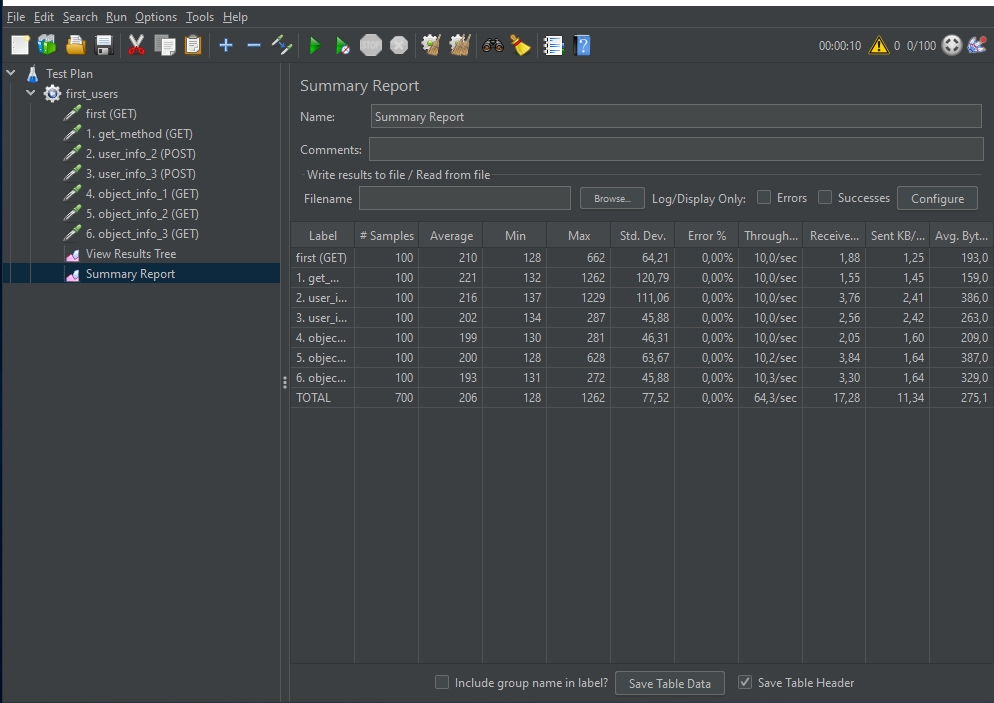 File Edit Search Run Options Tools Help
STOP 00:00:10 0 0/100
Test Plan
first_users
first (GET)
1. get_method (GET)
2. user_info_2 (POST)
3. user_info_3 (POST)
4. object_info_1 (GET)
5. object_info_2 (GET)
6. object_info_3 (GET)
View Results Tree
Summary Report
Summary Report
Name: Summary Report
Comments:
Write results to file / Read from file
Filename Browse... Log/Display Only: Errors Successes Configure
Label # Samples Average Min Max Std. Dev. Error % Through... Receive... Sent KB/... Avg. Byt...
first (GET) 100 210 128 662 64,21 0,00% 10,0/sec 1,88 1,25 193,0
1. get_... 100 221 132 1262 120,79 0,00% 10,0/sec 1,55 1,45 159,0
2. user_i... 100 216 137 1229 111,06 0,00% 10,0/sec 3,76 2,41 386,0
3. user_i... 100 202 134 287 45,88 0,00% 10,0/sec 2,56 2,42 263,0
4. objec... 100 199 130 281 46,31 0,00% 10,0/sec 2,05 1,60 209,0
5. objec... 100 200 128 628 63,67 0,00% 10,2/sec 3,84 1,64 387,0
6. objec... 100 193 131 272 45,88 0,00% 10,3/sec 3,30 1,64 329,0
TOTAL 700 206 128 1262 77,52 0,00% 64,3/sec 17,28 11,34 275,1
Include group name in label? Save Table Data Save Table Header